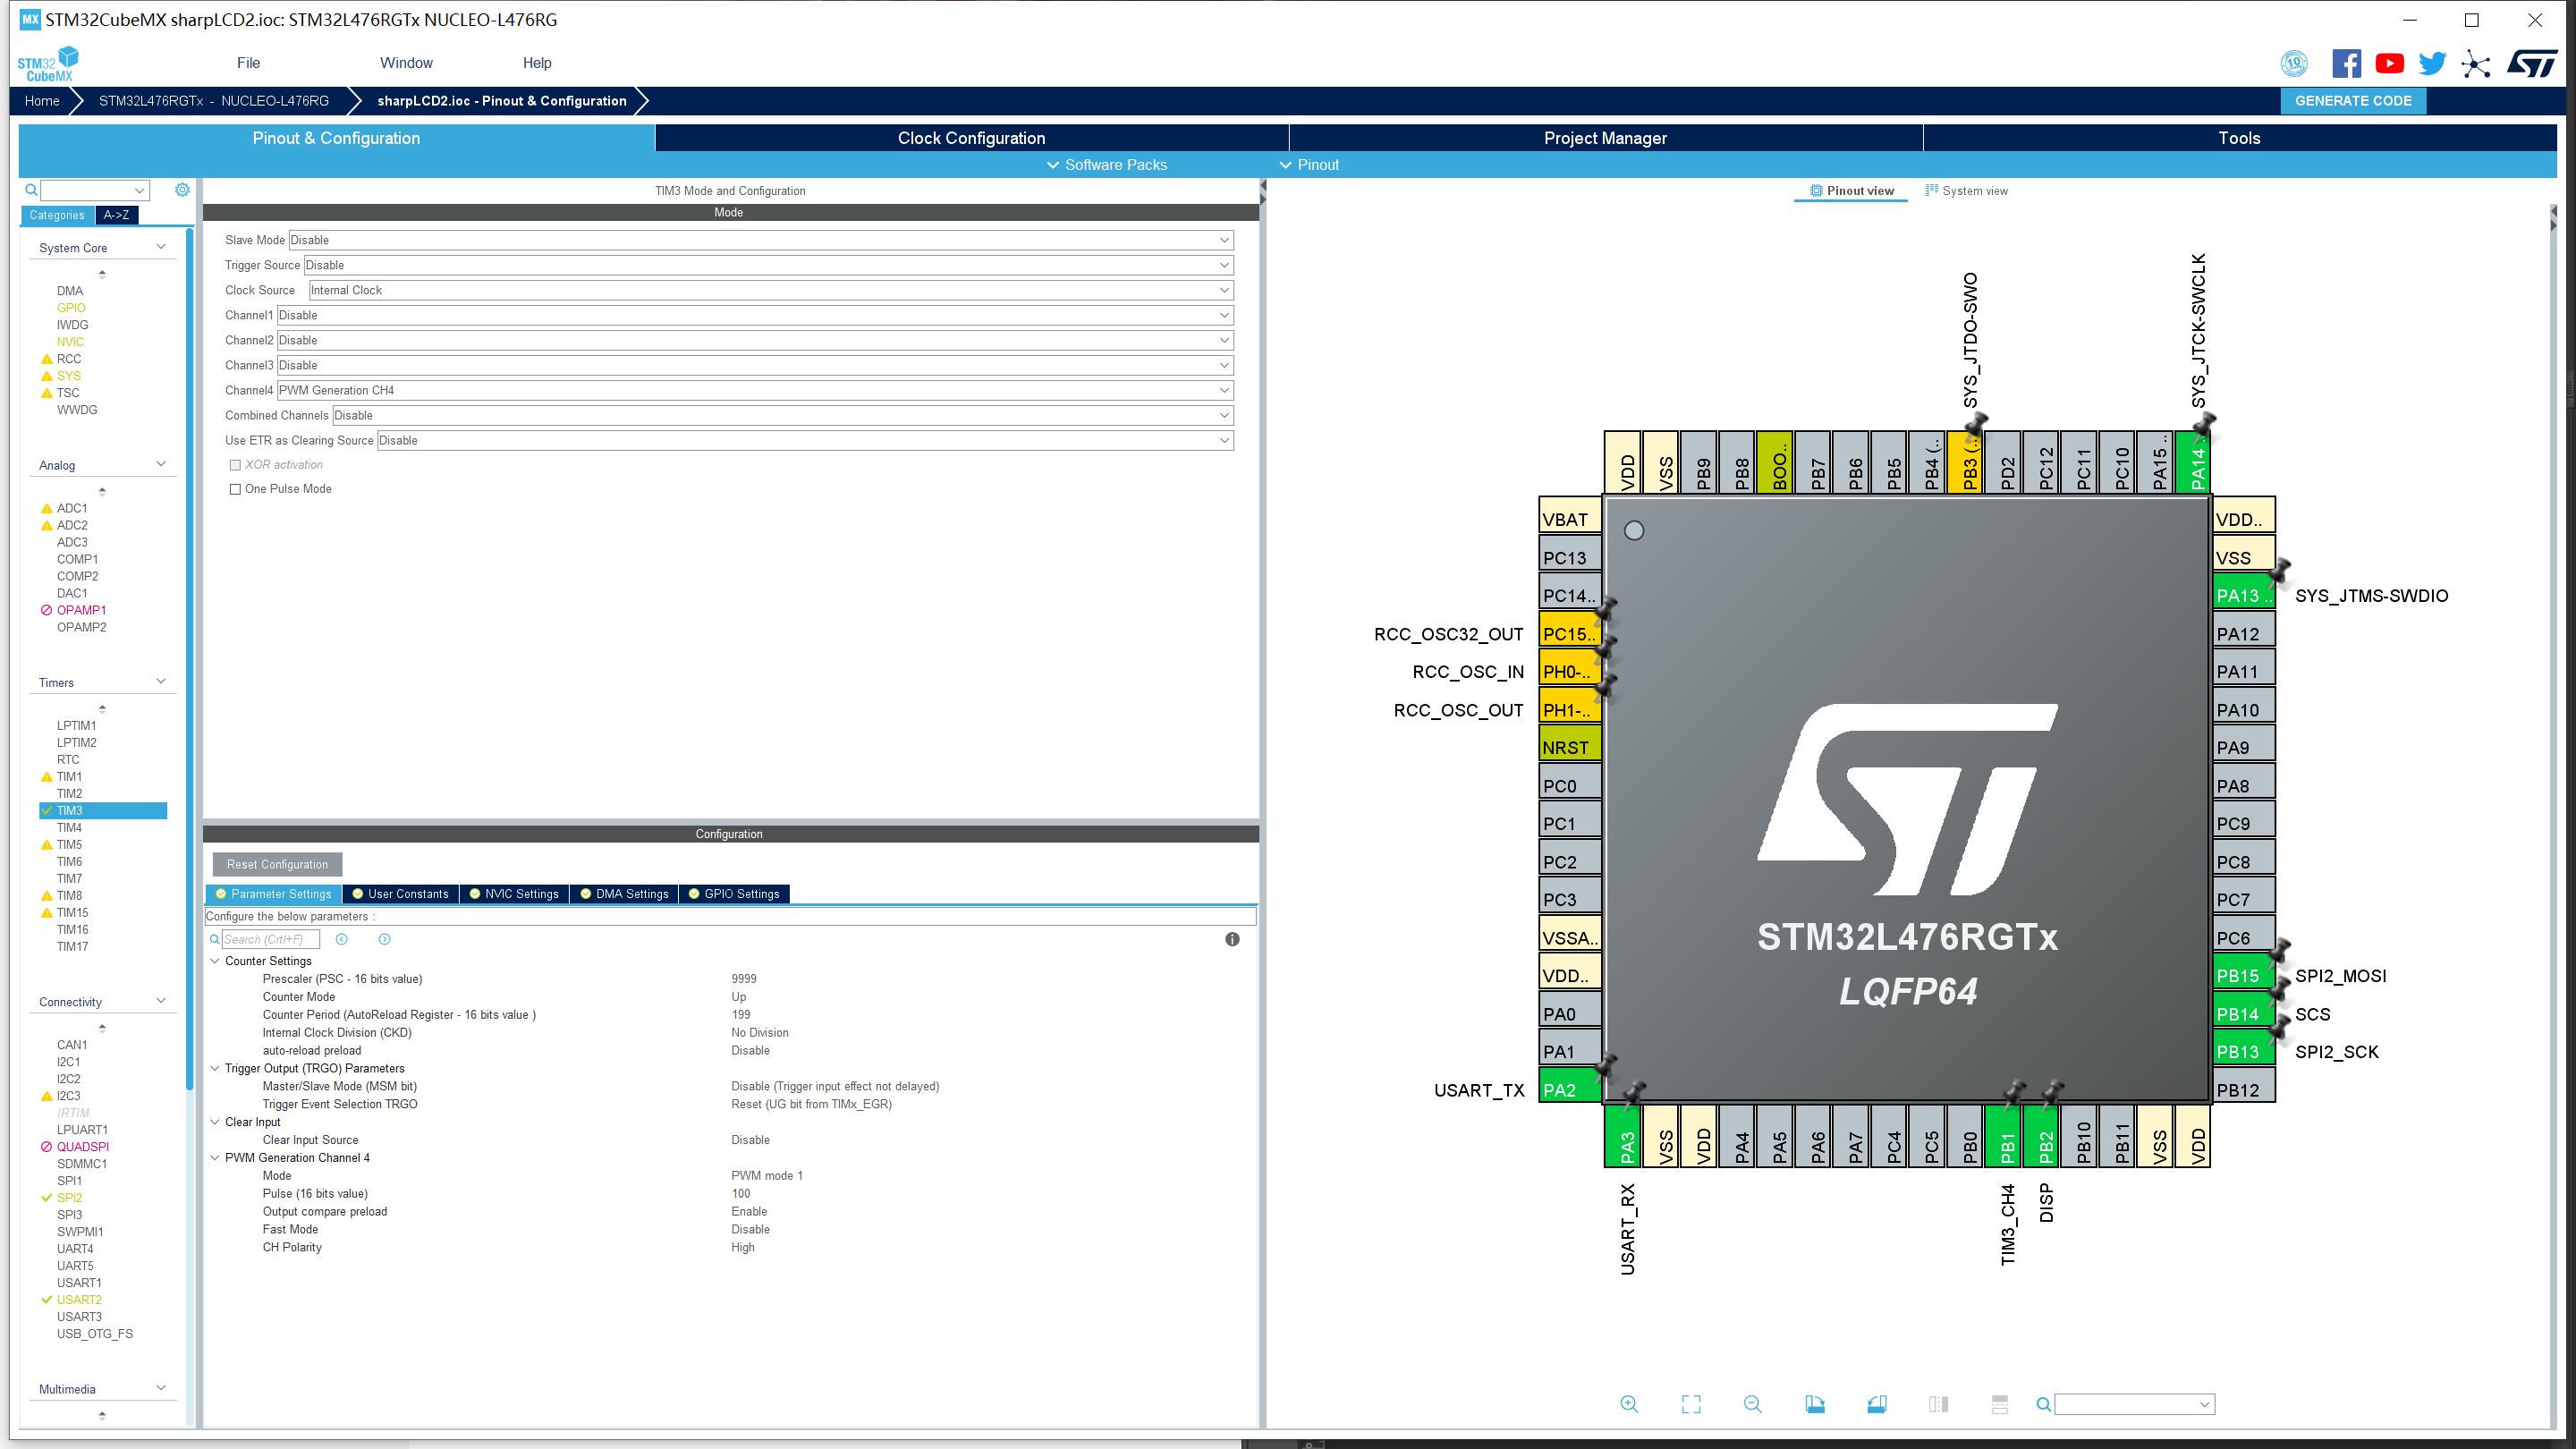 MX STM32CubeMX sharpLCD2.ioc: STM32L476RGTx NUCLEO-L476RG
STM32 CubeMX
File Window Help
10
Home
STM32L476RGTx - NUCLEO-L476RG
sharpLCD2.ioc - Pinout & Configuration
GENERATE CODE
Pinout & Configuration
Clock Configuration
Project Manager
Tools
Software Packs
Pinout
Categories
A->Z
System Core
DMA
GPIO
IWDG
NVIC
RCC
SYS
TSC
WWDG
Analog
ADC1
ADC2
ADC3
COMP1
COMP2
DAC1
OPAMP1
OPAMP2
Timers
LPTIM1
LPTIM2
RTC
TIM1
TIM2
TIM3
TIM4
TIM5
TIM6
TIM7
TIM8
TIM15
TIM16
TIM17
Connectivity
CAN1
I2C1
I2C2
I2C3
IRTIM
LPUART1
QUADSPI
SDMMC1
SPI1
SPI2
SPI3
SWPMI1
UART4
UART5
USART1
USART2
USART3
USB_OTG_FS
Multimedia
TIM3 Mode and Configuration
Mode
Slave Mode Disable
Trigger Source Disable
Clock Source Internal Clock
Channel1 Disable
Channel2 Disable
Channel3 Disable
Channel4 PWM Generation CH4
Combined Channels Disable
Use ETR as Clearing Source Disable
XOR activation
One Pulse Mode
Configuration
Reset Configuration
Parameter Settings
User Constants
NVIC Settings
DMA Settings
GPIO Settings
Configure the below parameters :
Search (Crtl+F)
Counter Settings
Prescaler (PSC - 16 bits value) 9999
Counter Mode Up
Counter Period (AutoReload Register - 16 bits value ) 199
Internal Clock Division (CKD) No Division
auto-reload preload Disable
Trigger Output (TRGO) Parameters
Master/Slave Mode (MSM bit) Disable (Trigger input effect not delayed)
Trigger Event Selection TRGO Reset (UG bit from TIMx_EGR)
Clear Input
Clear Input Source Disable
PWM Generation Channel 4
Mode PWM mode 1
Pulse (16 bits value) 100
Output compare preload Enable
Fast Mode Disable
CH Polarity High
Pinout view
System view
SYS_JTDO-SWO
SYS_JTCK-SWCLK
VDD
VSS
PB9
PB8
BOO..
PB7
PB6
PB5
PB4 (..
PB3 (..
PD2
PC12
PC11
PC10
PA15 ..
PA14 ..
VBAT
PC13
PC14..
RCC_OSC32_OUT PC15..
RCC_OSC_IN PH0-..
RCC_OSC_OUT PH1-..
NRST
PC0
PC1
PC2
PC3
VSSA..
VDD..
PA0
PA1
USART_TX PA2
ST
STM32L476RGTx
LQFP64
VDD..
VSS
PA13 .. SYS_JTMS-SWDIO
PA12
PA11
PA10
PA9
PA8
PC9
PC8
PC7
PC6
PB15 SPI2_MOSI
PB14 SCS
PB13 SPI2_SCK
PB12
PA3
VSS
VDD
PA4
PA5
PA6
PA7
PC4
PC5
PB0
PB1
PB2
PB10
PB11
VSS
VDD
USART_RX
TIM3_CH4
DISP